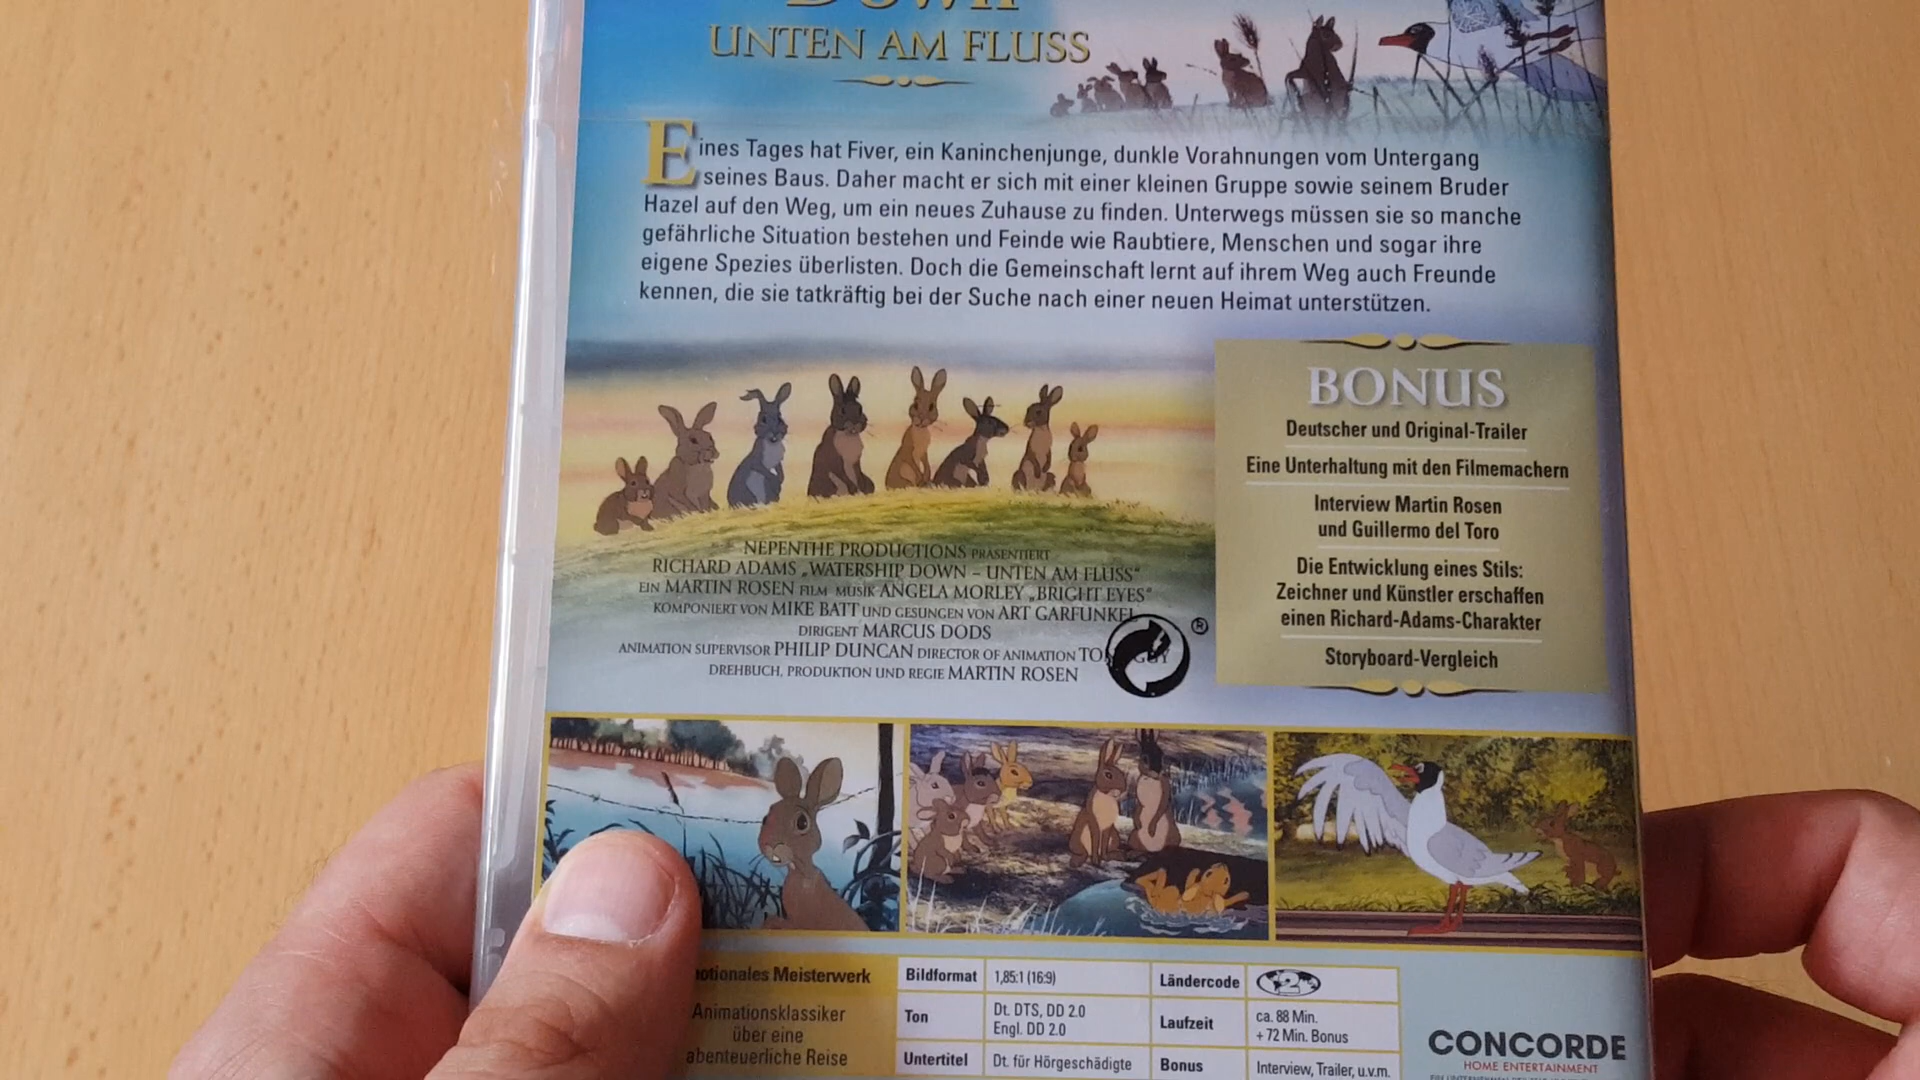 UNTEN AM FLUSS
Eines Tages hat Fiver, ein Kaninchenjunge, dunkle Vorahnungen vom Untergang
seines Baus. Daher macht er sich mit einer kleinen Gruppe sowie seinem Bruder
Hazel auf den Weg, um ein neues Zuhause zu finden. Unterwegs müssen sie so manche
gefährliche Situation bestehen und Feinde wie Raubtiere, Menschen und sogar ihre
eigene Spezies überlisten. Doch die Gemeinschaft lernt auf ihrem Weg auch Freunde
kennen, die sie tatkräftig bei der Suche nach einer neuen Heimat unterstützen.
BONUS
Deutscher und Original-Trailer
Eine Unterhaltung mit den Filmemachern
Interview Martin Rosen
und Guillermo del Toro
Die Entwicklung eines Stils:
Zeichner und Künstler erschaffen
einen Richard-Adams-Charakter
Storyboard-Vergleich
NEPENTHE PRODUCTIONS PRÄSENTIERT
RICHARD ADAMS „WATERSHIP DOWN – UNTEN AM FLUSS“
EIN MARTIN ROSEN FILM MUSIK ANGELA MORLEY „BRIGHT EYES“
KOMPONIERT VON MIKE BATT UND GESUNGEN VON ART GARFUNKEL
DIRIGENT MARCUS DODS
ANIMATION SUPERVISOR PHILIP DUNCAN DIRECTOR OF ANIMATION
DREHBUCH, PRODUKTION UND REGIE MARTIN ROSEN
®
Meisterwerk
Animationsklassiker
über eine
abenteuerliche Reise
Bildformat 1,85:1 (16:9) Ländercode 2
Ton Dt. DTS, DD 2.0
Engl. DD 2.0
Laufzeit ca. 88 Min.
+ 72 Min. Bonus
Untertitel Dt. für Hörgeschädigte Bonus Interview, Trailer, u.v.m.
CONCORDE
HOME ENTERTAINMENT